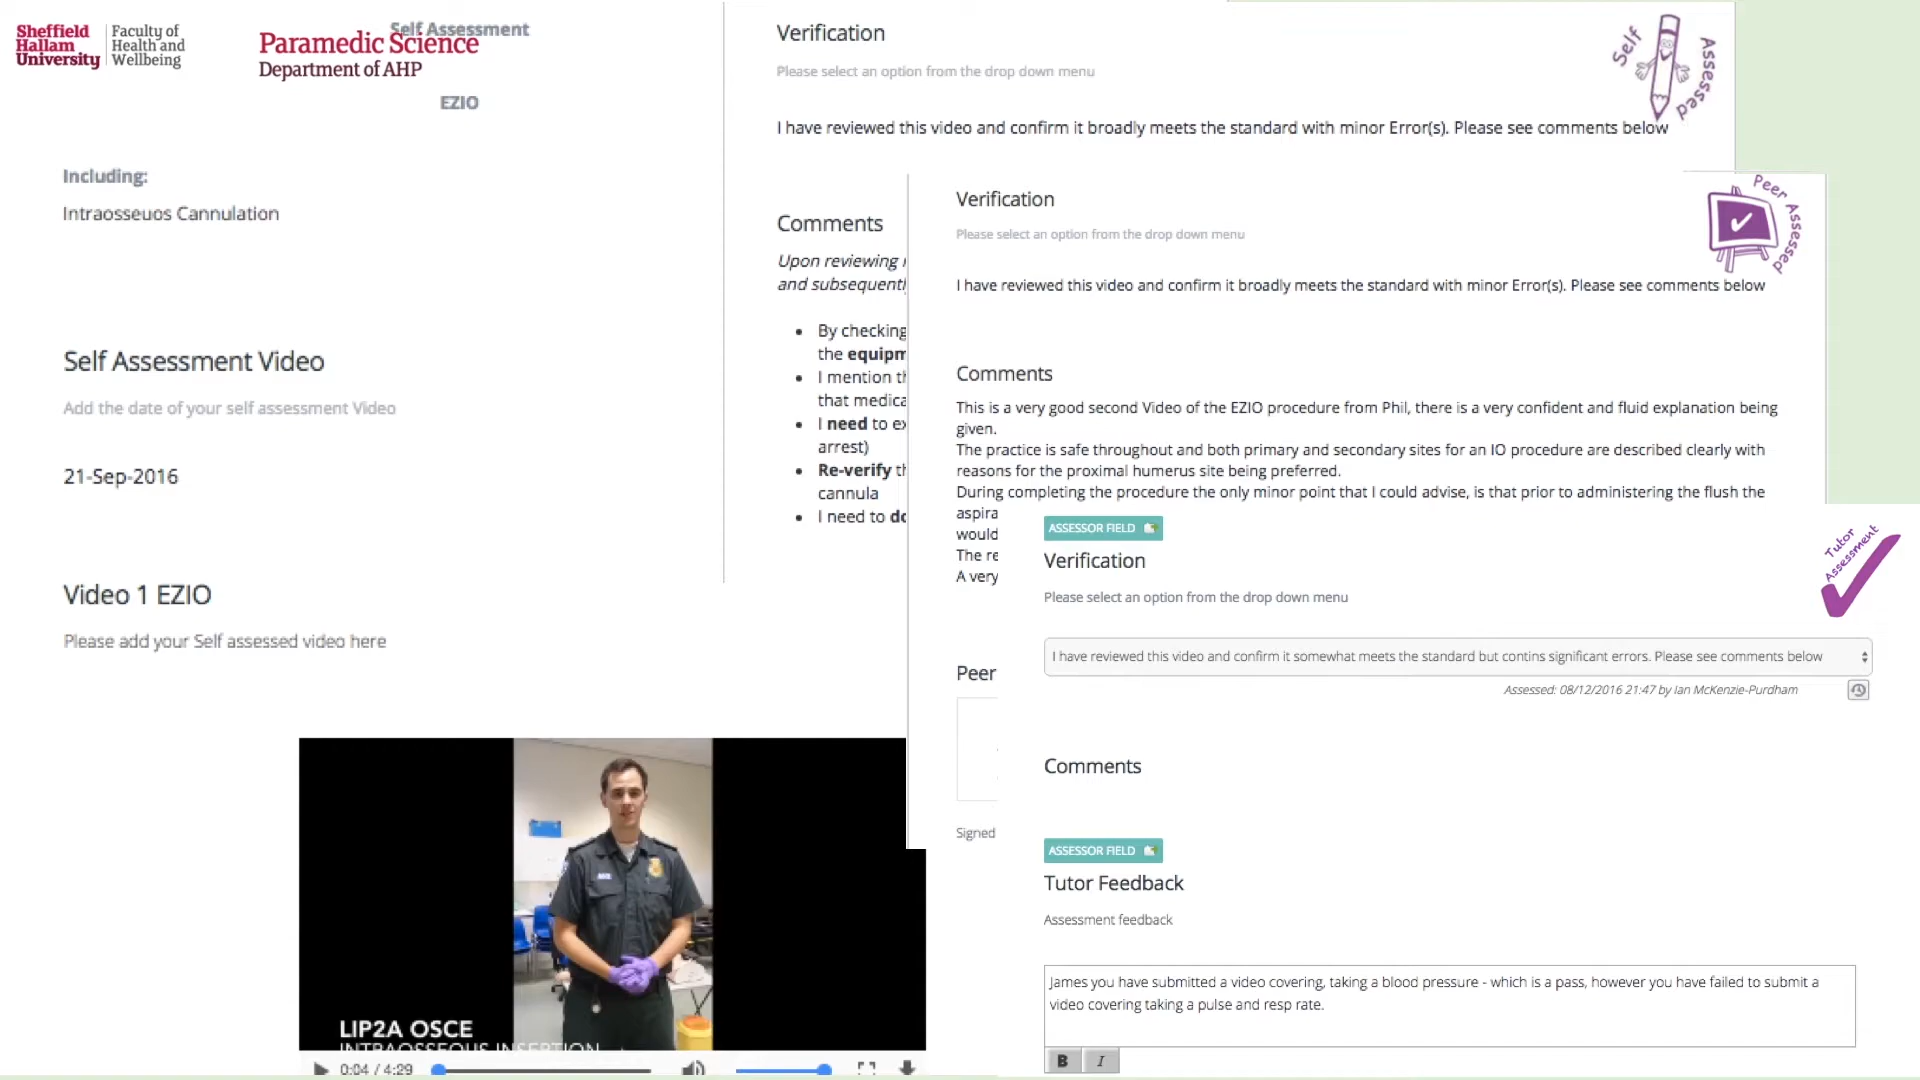 Sheffield
Hallam
University
Faculty of
Health and
Wellbeing
Self Assessment
Paramedic Science
Department of AHP
EZIO
Including:
Intraosseuos Cannulation
Self Assessment Video
Add the date of your self assessment Video
21-Sep-2016
Video 1 EZIO
Please add your Self assessed video here
LIP2A OSCE
INTRAOSSEOUS INSERTION
0:04 / 4:29
Verification
Please select an option from the drop down menu
I have reviewed this video and confirm it broadly meets the standard with minor Error(s). Please see comments below
Self Assessed
Comments
Upon reviewing
and subsequentl
By checking
the equipm
I mention th
that medica
I need to ex
arrest)
Re-verify th
cannula
I need to do
Verification
Please select an option from the drop down menu
Peer Assessed
I have reviewed this video and confirm it broadly meets the standard with minor Error(s). Please see comments below
Comments
This is a very good second Video of the EZIO procedure from Phil, there is a very confident and fluid explanation being
given.
The practice is safe throughout and both primary and secondary sites for an IO procedure are described clearly with
reasons for the proximal humerus site being preferred.
During completing the procedure the only minor point that I could advise, is that prior to administering the flush the
aspira
would
The re
A very
Peer
Signed
ASSESSOR FIELD
Verification
Please select an option from the drop down menu
Tutor
Assessment
I have reviewed this video and confirm it somewhat meets the standard but contins significant errors. Please see comments below
Assessed: 08/12/2016 21:47 by Ian McKenzie-Purdham
Comments
ASSESSOR FIELD
Tutor Feedback
Assessment feedback
James you have submitted a video covering, taking a blood pressure - which is a pass, however you have failed to submit a
video covering taking a pulse and resp rate.
B I